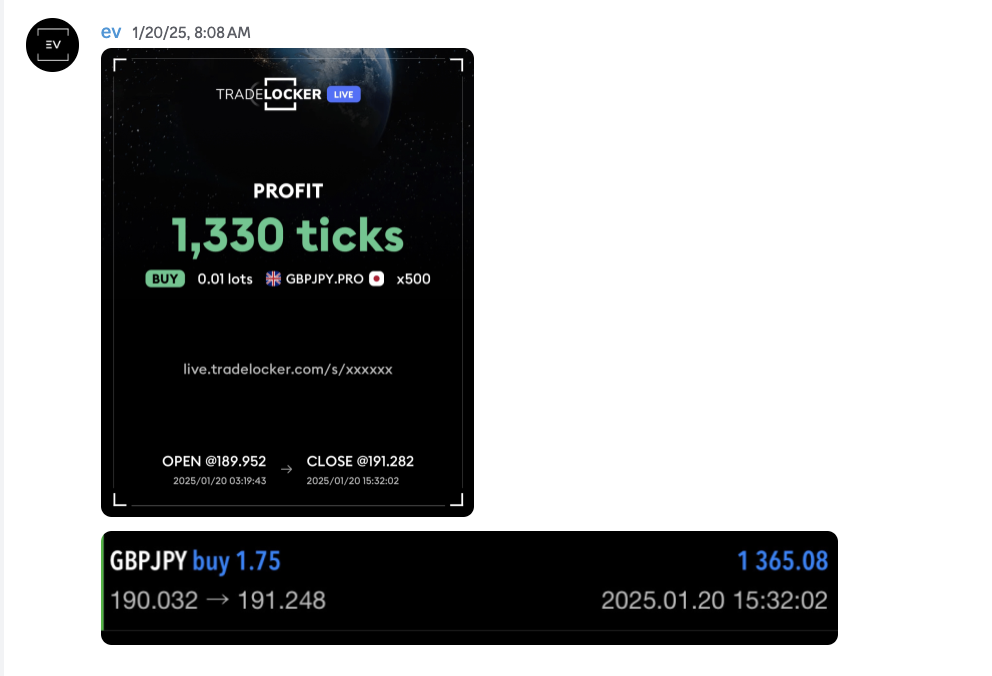 EV
ev 1/20/25, 8:08 AM
TRADELOCKER LIVE
PROFIT
1,330 ticks
BUY 0.01 lots GBPJPY.PRO x500
live.tradelocker.com/s/xxxxxx
OPEN @189.952 → CLOSE @191.282
2025/01/20 03:19:43 2025/01/20 15:32:02
GBPJPY buy 1.75 1 365.08
190.032 → 191.248 2025.01.20 15:32:02